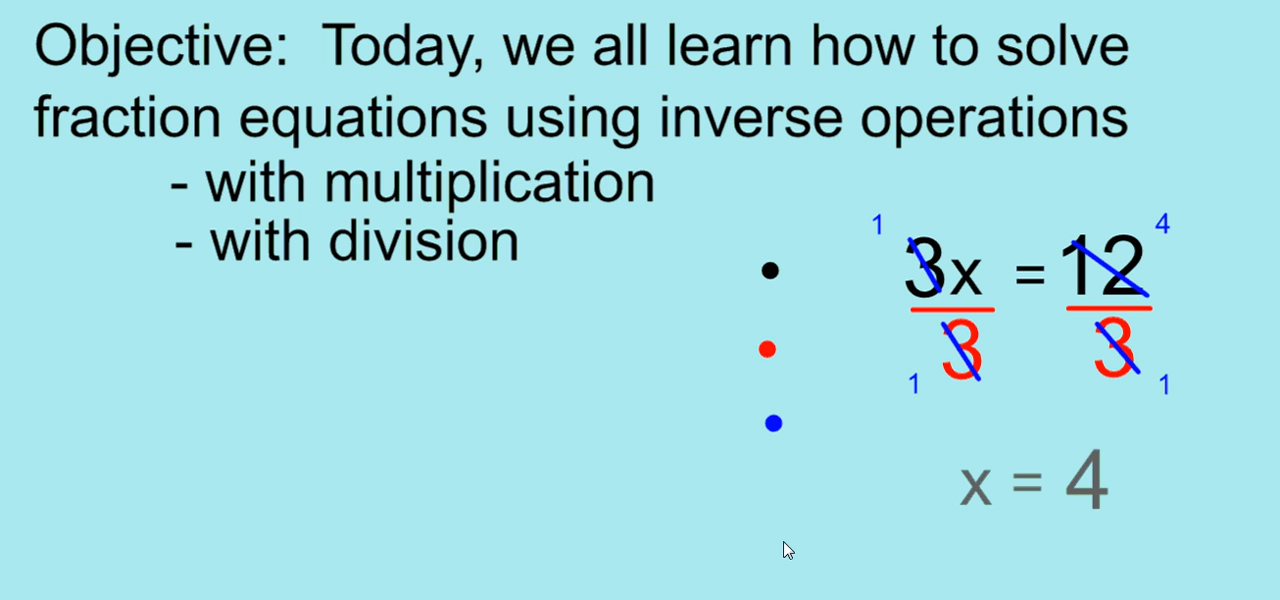 Objective: Today, we all learn how to solve
fraction equations using inverse operations
- with multiplication
- with division
1 4
3x = 12
3 3
1 1
x = 4